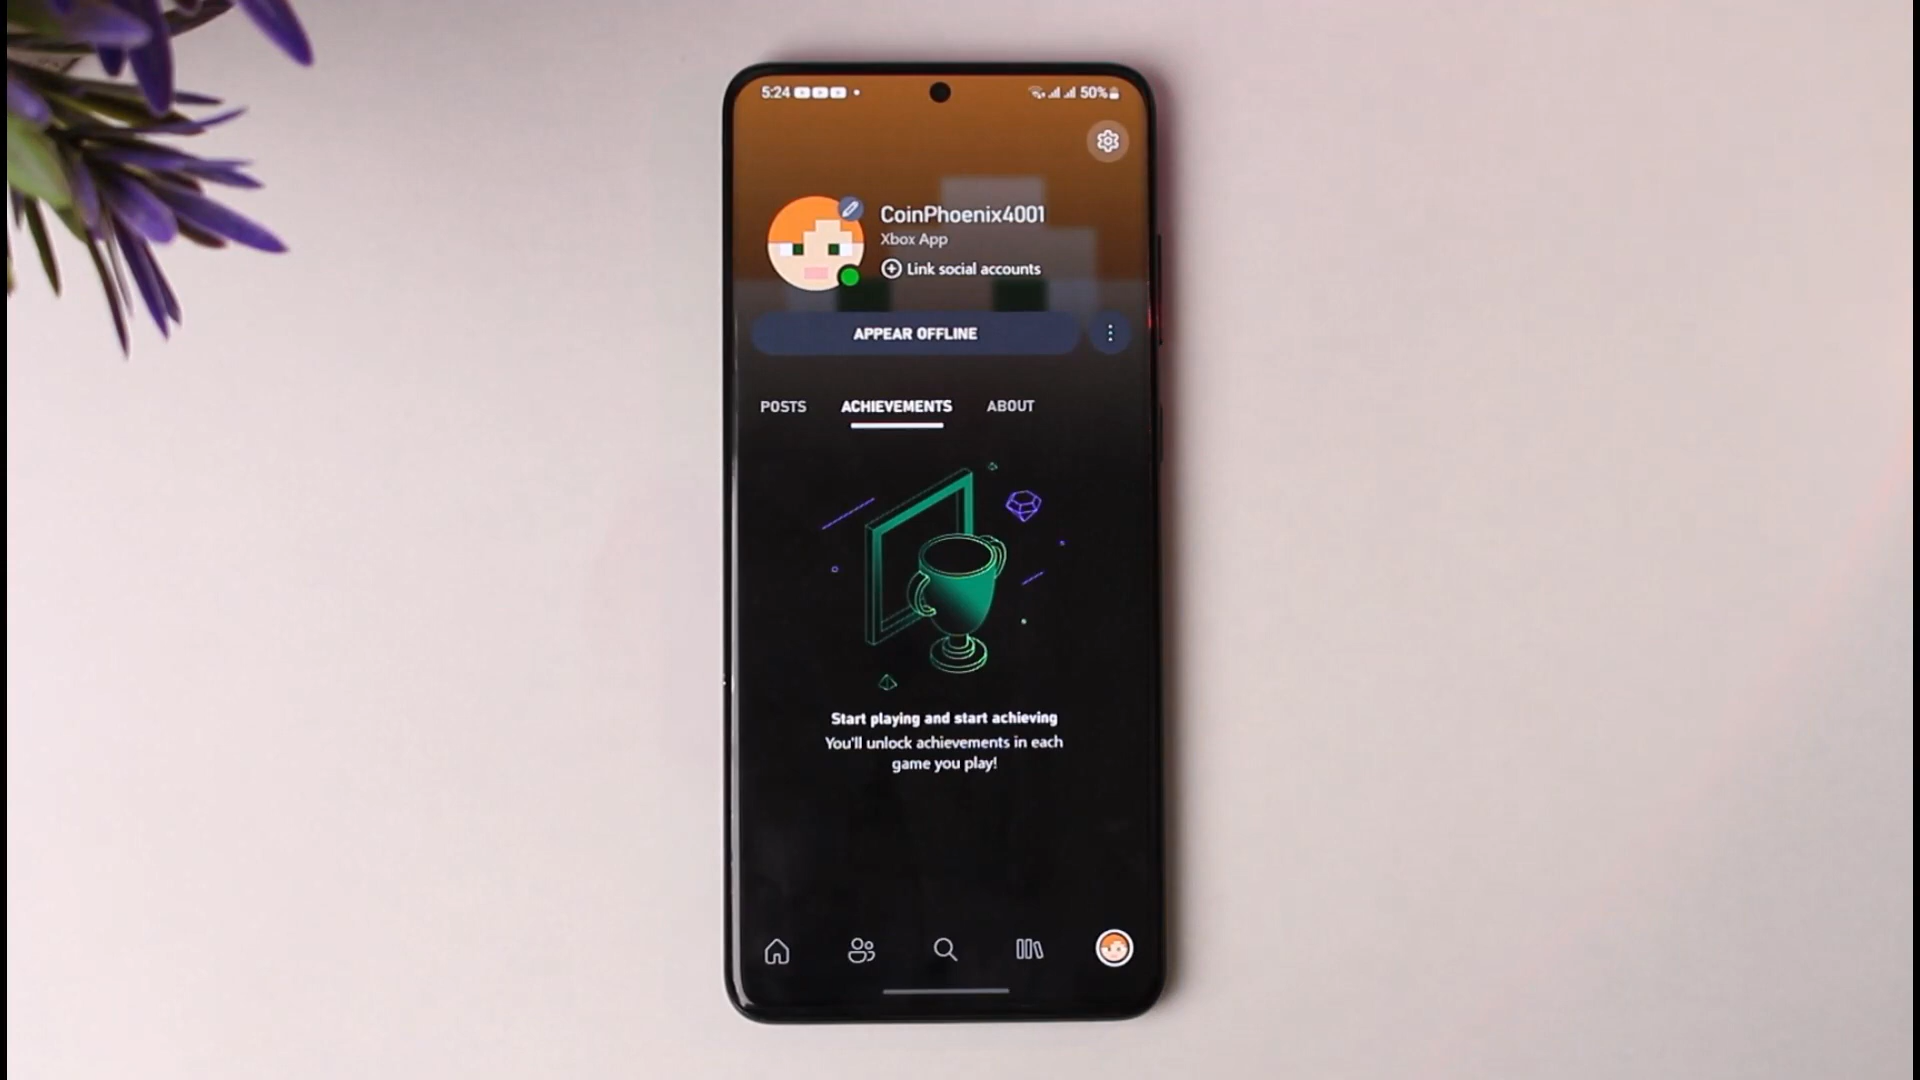 5:24
50%
CoinPhoenix4001
Xbox App
Link social accounts
APPEAR OFFLINE
POSTS ACHIEVEMENTS ABOUT
Start playing and start achieving
You'll unlock achievements in each
game you play!